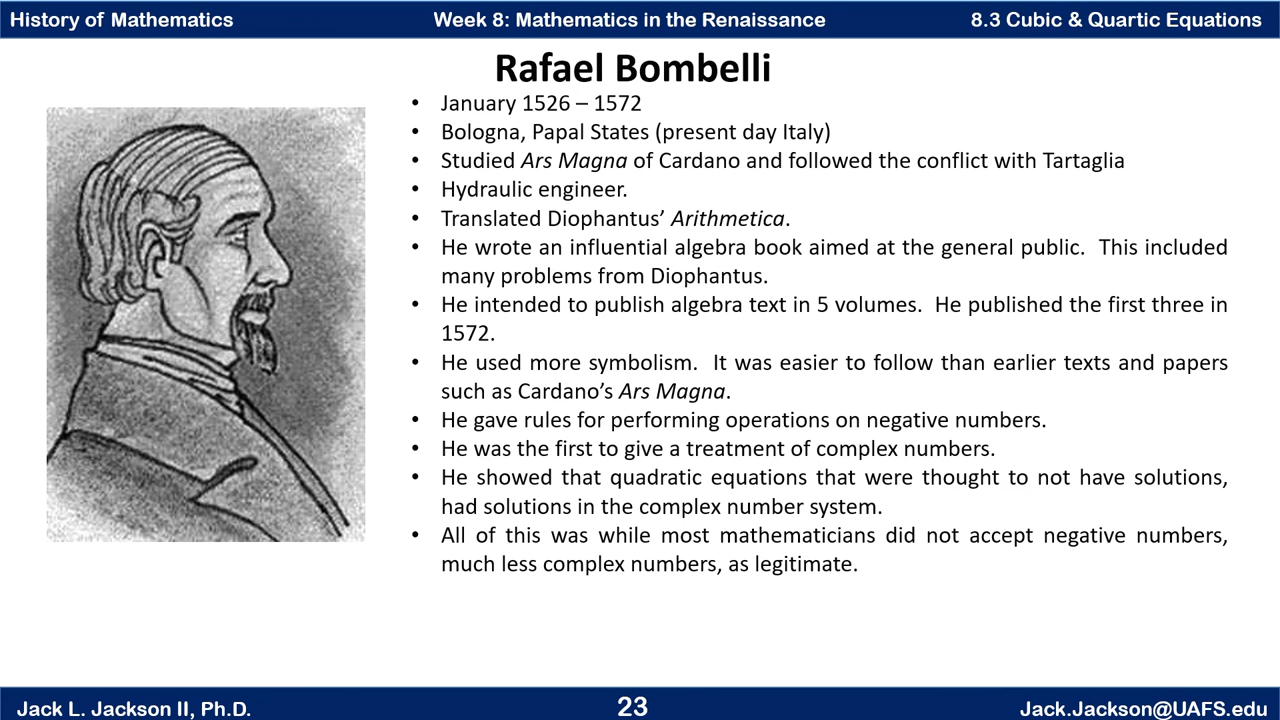 History of Mathematics
Week 8: Mathematics in the Renaissance
8.3 Cubic & Quartic Equations
Rafael Bombelli
• January 1526 – 1572
• Bologna, Papal States (present day Italy)
• Studied Ars Magna of Cardano and followed the conflict with Tartaglia
• Hydraulic engineer.
• Translated Diophantus’ Arithmetica.
• He wrote an influential algebra book aimed at the general public.  This included
many problems from Diophantus.
• He intended to publish algebra text in 5 volumes.  He published the first three in
1572.
• He used more symbolism.  It was easier to follow than earlier texts and papers
such as Cardano’s Ars Magna.
• He gave rules for performing operations on negative numbers.
• He was the first to give a treatment of complex numbers.
• He showed that quadratic equations that were thought to not have solutions,
had solutions in the complex number system.
• All of this was while most mathematicians did not accept negative numbers,
much less complex numbers, as legitimate.
Jack L. Jackson II, Ph.D.
23
Jack.Jackson@UAFS.edu